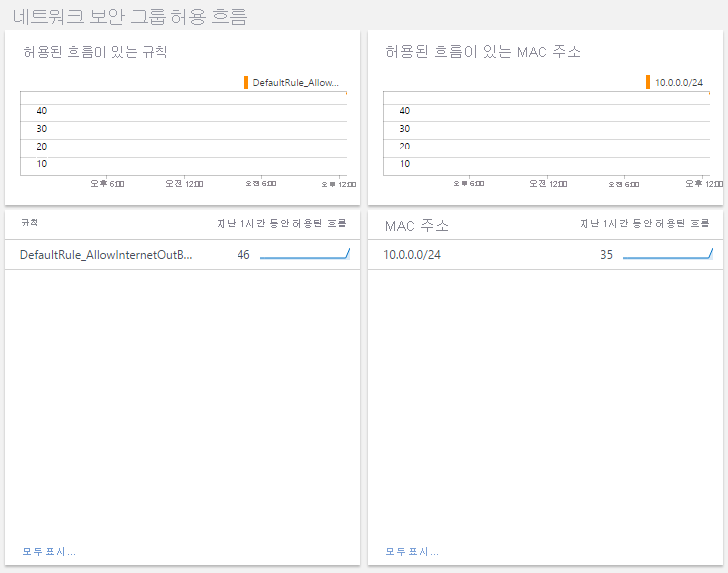 네트워크 보안 그룹 허용 흐름
허용된 흐름이 있는 규칙
DefaultRule_Allow...
40
30
20
10
오후 6:00
오전 12:00
오전 6:00
오후 12:00
허용된 흐름이 있는 MAC 주소
10.0.0.0/24
40
30
20
10
오후 6:00
오전 12:00
오전 6:00
오후 12:00
규칙
지난 1시간 동안 허용된 흐름
DefaultRule_AllowInternetOutB...
46
모두 표시...
MAC 주소
지난 1시간 동안 허용된 흐름
10.0.0.0/24
35
모두 표시...